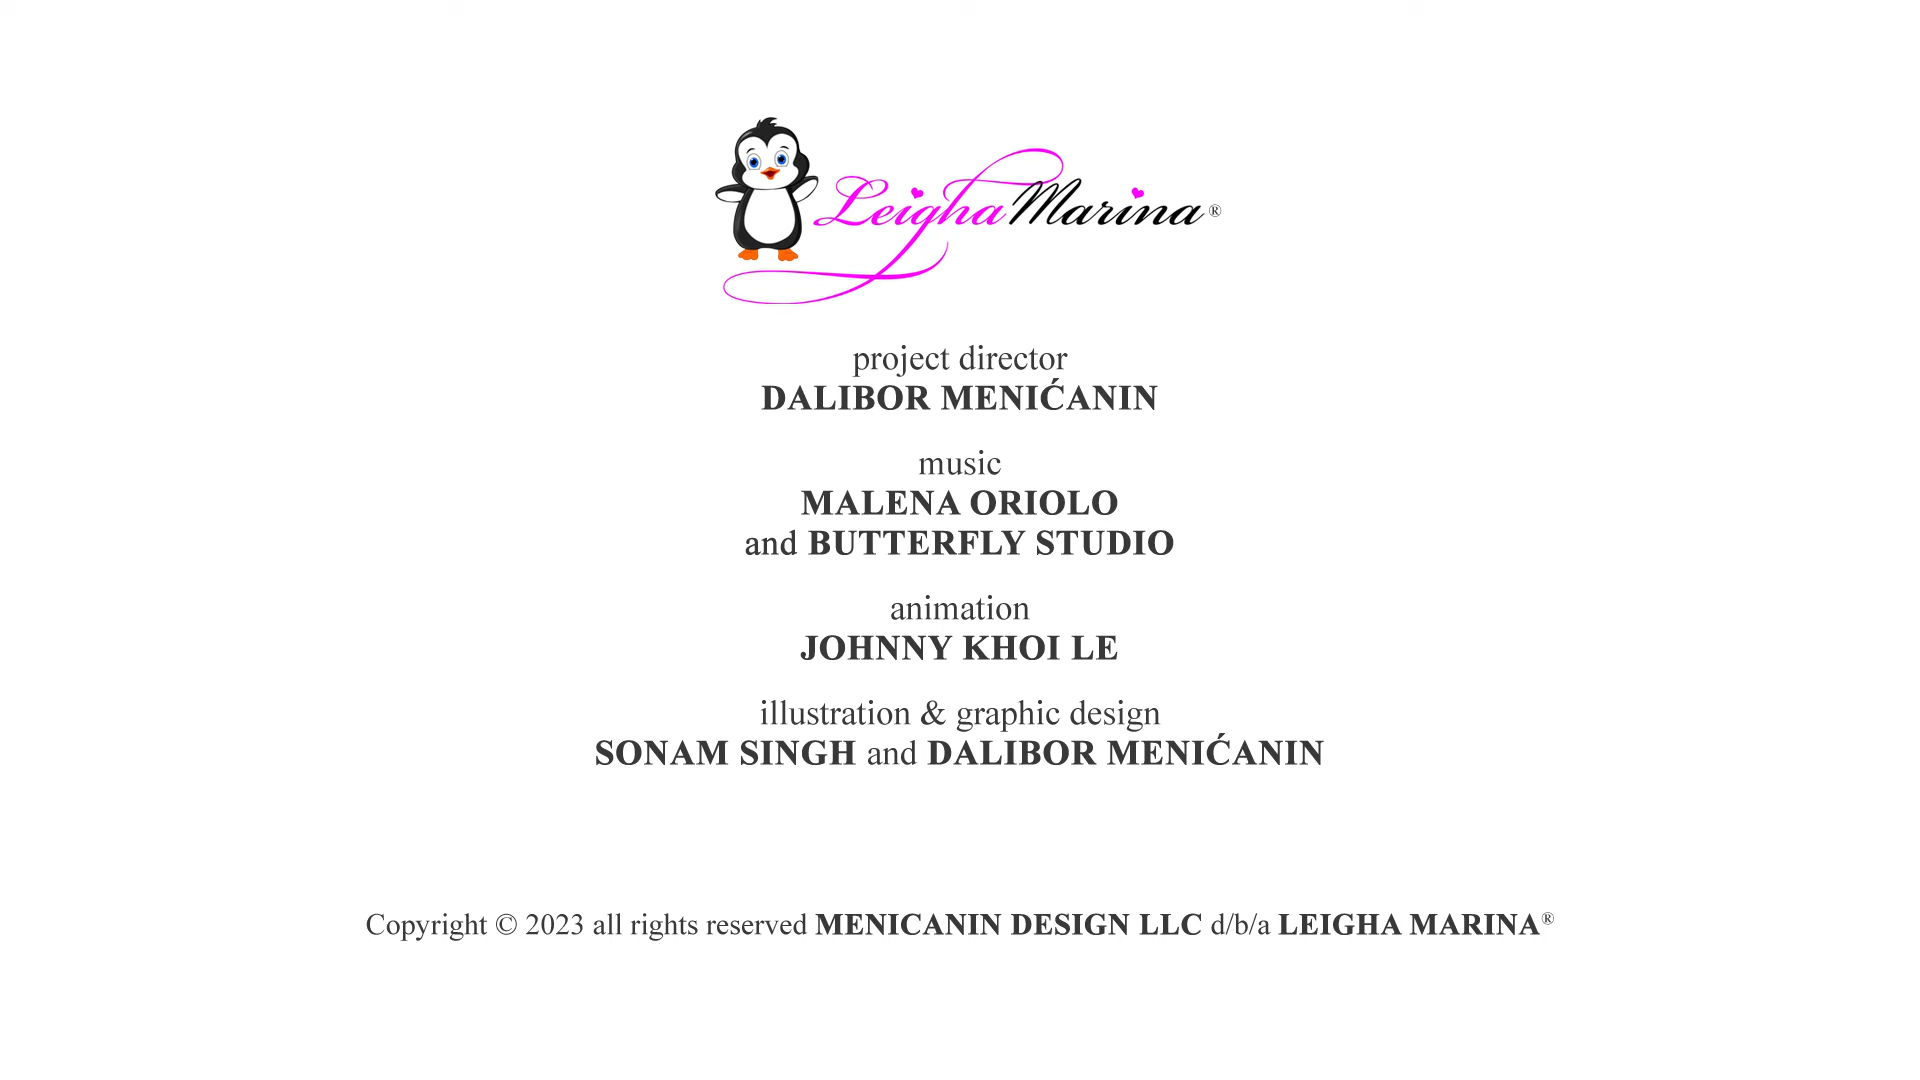 Leigha Marina®
project director
DALIBOR MENIĆANIN
music
MALENA ORIOLO
and BUTTERFLY STUDIO
animation
JOHNNY KHOI LE
illustration & graphic design
SONAM SINGH and DALIBOR MENIĆANIN
Copyright © 2023 all rights reserved MENICANIN DESIGN LLC d/b/a LEIGHA MARINA®